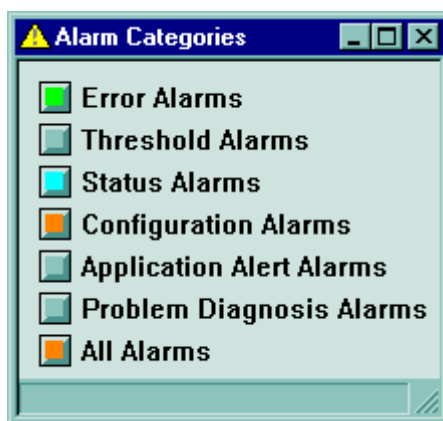 Alarm Categories
Error Alarms
Threshold Alarms
Status Alarms
Configuration Alarms
Application Alert Alarms
Problem Diagnosis Alarms
All Alarms